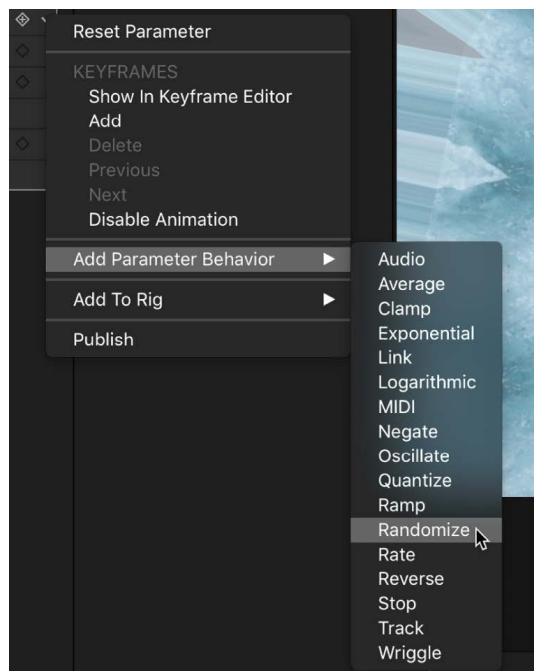 Reset Parameter
KEYFRAMES
Show In Keyframe Editor
Add
Delete
Previous
Next
Disable Animation
Add Parameter Behavior
Add To Rig
Publish
Audio
Average
Clamp
Exponential
Link
Logarithmic
MIDI
Negate
Oscillate
Quantize
Ramp
Randomize
Rate
Reverse
Stop
Track
Wriggle